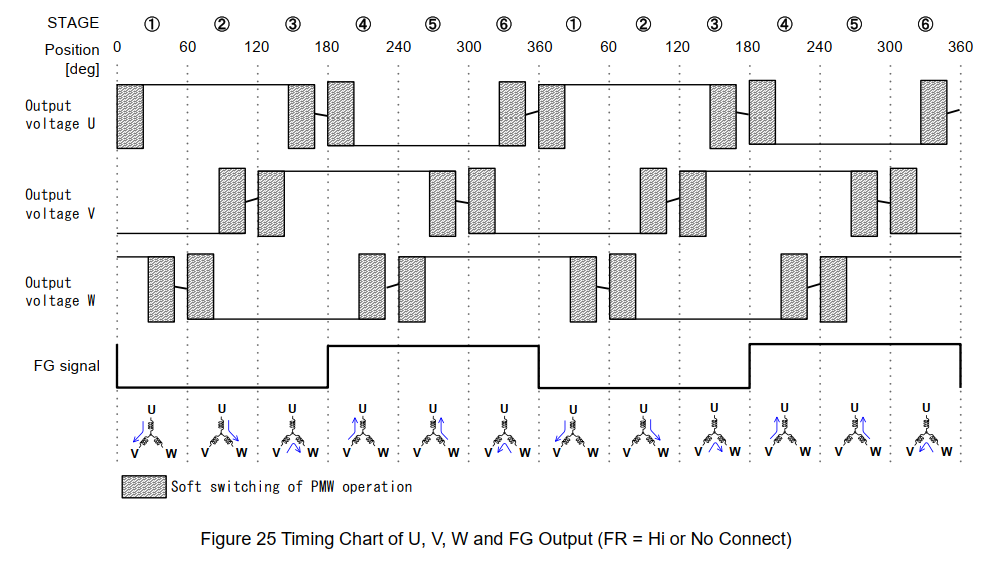 STAGE ① ② ③ ④ ⑤ ⑥ ① ② ③ ④ ⑤ ⑥
Position 0 60 120 180 240 300 360 60 120 180 240 300 360
[deg]
Output
voltage U
Output
voltage V
Output
voltage W
FG signal
U U U U U U U U U U U U
V W V W V W V W V W V W V W V W V W V W V W V W
Soft switching of PMW operation
Figure 25 Timing Chart of U, V, W and FG Output (FR = Hi or No Connect)